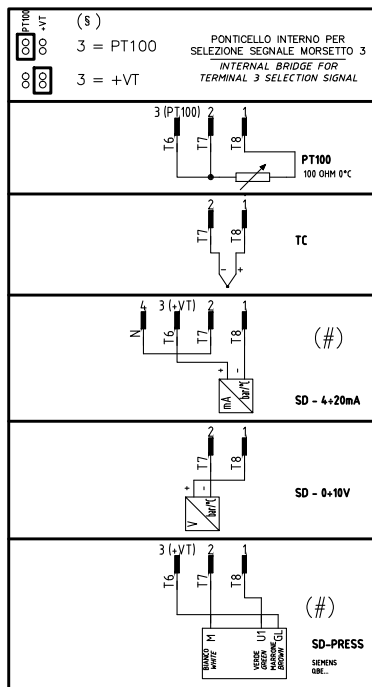 PT100
+VT
(§)
3 = PT100
3 = +VT
PONTICELLO INTERNO PER
SELEZIONE SEGNALE MORSETTO 3
INTERNAL BRIDGE FOR
TERMINAL 3 SELECTION SIGNAL
3 (PT100) 2 1
T6 T7 T8
PT100
100 OHM 0°C
2 1
T7 T8
- +
TC
4 3 (+VT) 2 1
N T6 T7 T8
(#)
+ -
mA bar/°C
SD - 4÷20mA
2 1
T7 T8
+ -
V bar/°C
SD - 0÷10V
3 (+VT) 2 1
T6 T7 T8
(#)
M U1 GL
BIANCO
WHITE
VERDE
GREEN
MARRONE
BROWN
SD-PRESS
SIEMENS
QBE...